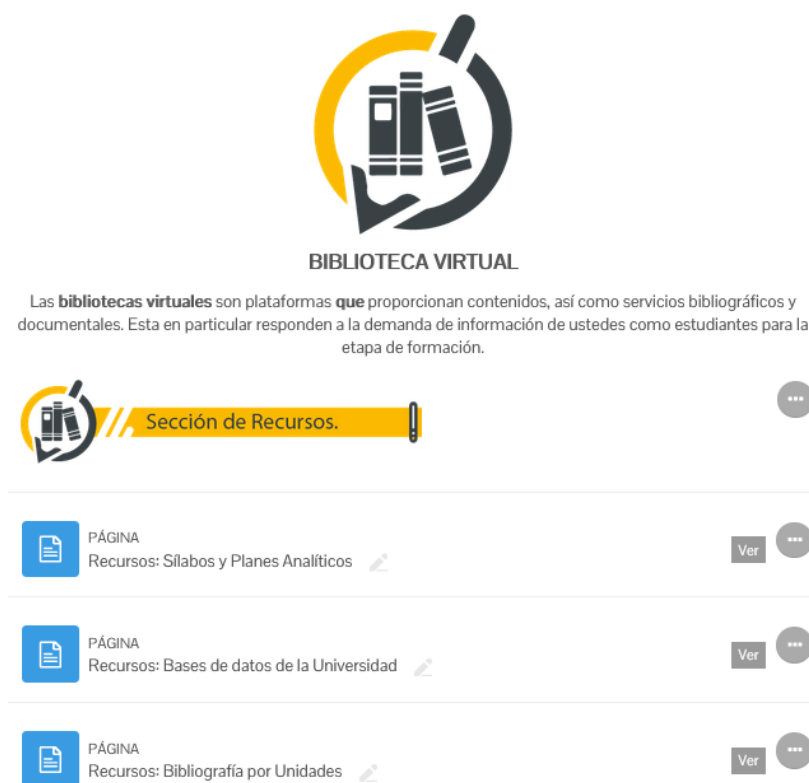 BIBLIOTECA VIRTUAL
Las bibliotecas virtuales son plataformas que proporcionan contenidos, así como servicios bibliográficos y
documentales. Esta en particular responden a la demanda de información de ustedes como estudiantes para la
etapa de formación.
Sección de Recursos.
PÁGINA
Recursos: Sílabos y Planes Analíticos
Ver
PÁGINA
Recursos: Bases de datos de la Universidad
Ver
PÁGINA
Recursos: Bibliografía por Unidades
Ver